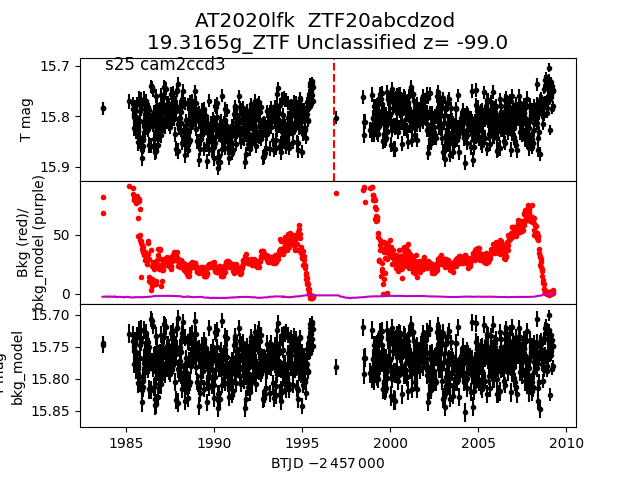 AT2020lfk  ZTF20abcdzod
19.3165g_ZTF Unclassified z= -99.0
s25 cam2ccd3
15.7
15.8
15.9
T mag
50
0
Bkg (red)/
bkg_model (purple)
15.70
15.75
15.80
15.85
mag
bkg_model
1985
1990
1995
2000
2005
2010
BTJD −2 457 000